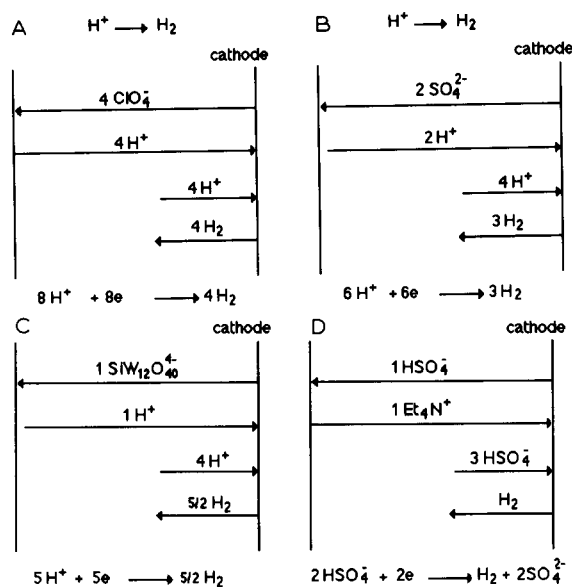 A
H⁺ ⟶ H₂
cathode
4 ClO₄⁻
4 H⁺
4 H⁺
4 H₂
8 H⁺ + 8e ⟶ 4 H₂
B
H⁺ ⟶ H₂
cathode
2 SO₄²⁻
2 H⁺
4 H⁺
3 H₂
6 H⁺ + 6e ⟶ 3 H₂
C
cathode
1 SiW₁₂O₄₀⁴⁻
1 H⁺
4 H⁺
5/2 H₂
5 H⁺ + 5e ⟶ 5/2 H₂
D
cathode
1 HSO₄⁻
1 Et₄N⁺
3 HSO₄⁻
H₂
2 HSO₄⁻ + 2e ⟶ H₂ + 2SO₄²⁻